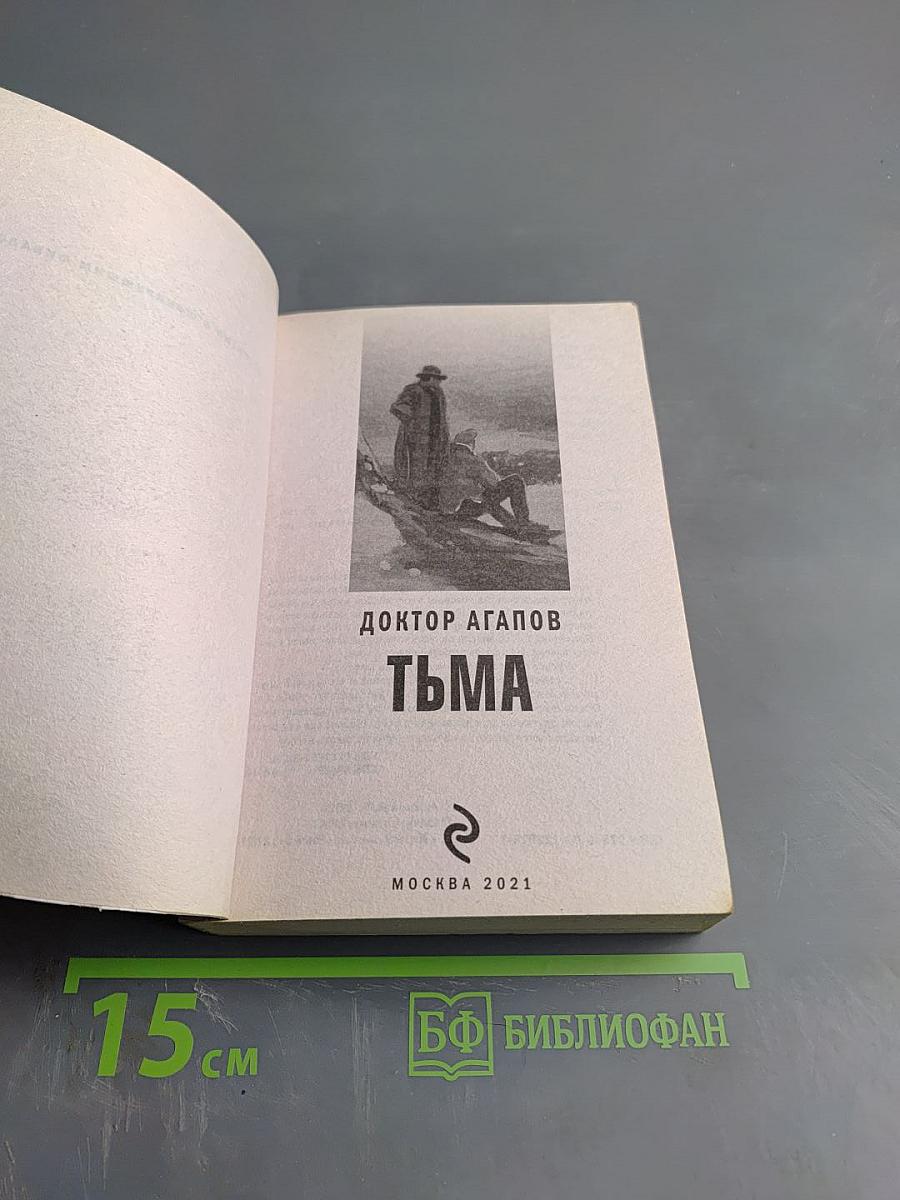 ДОКТОР АГАПОВ
ТЬМА
МОСКВА 2021
15 см
БФ БИБЛИОФАН